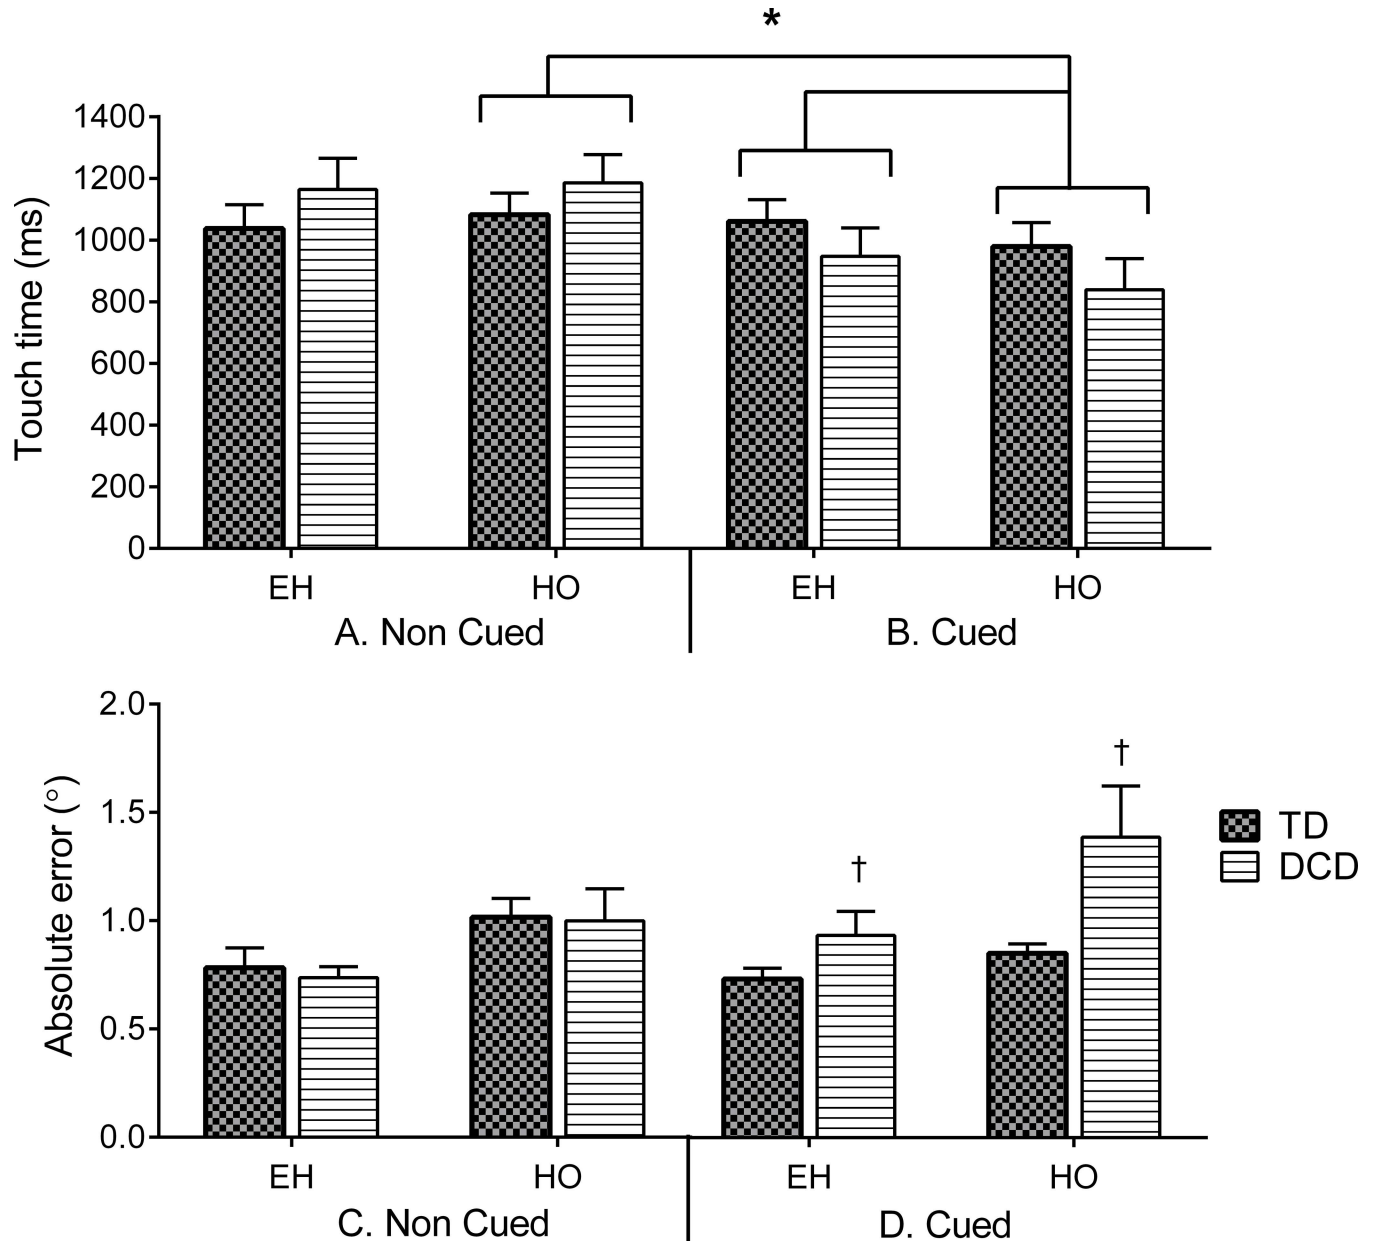 *
1400
1200
1000
800
600
400
200
0
Touch time (ms)
EH HO EH HO
A. Non Cued B. Cued
2.0
1.5
1.0
0.5
0.0
Absolute error (°)
† †
TD
DCD
EH HO EH HO
C. Non Cued D. Cued